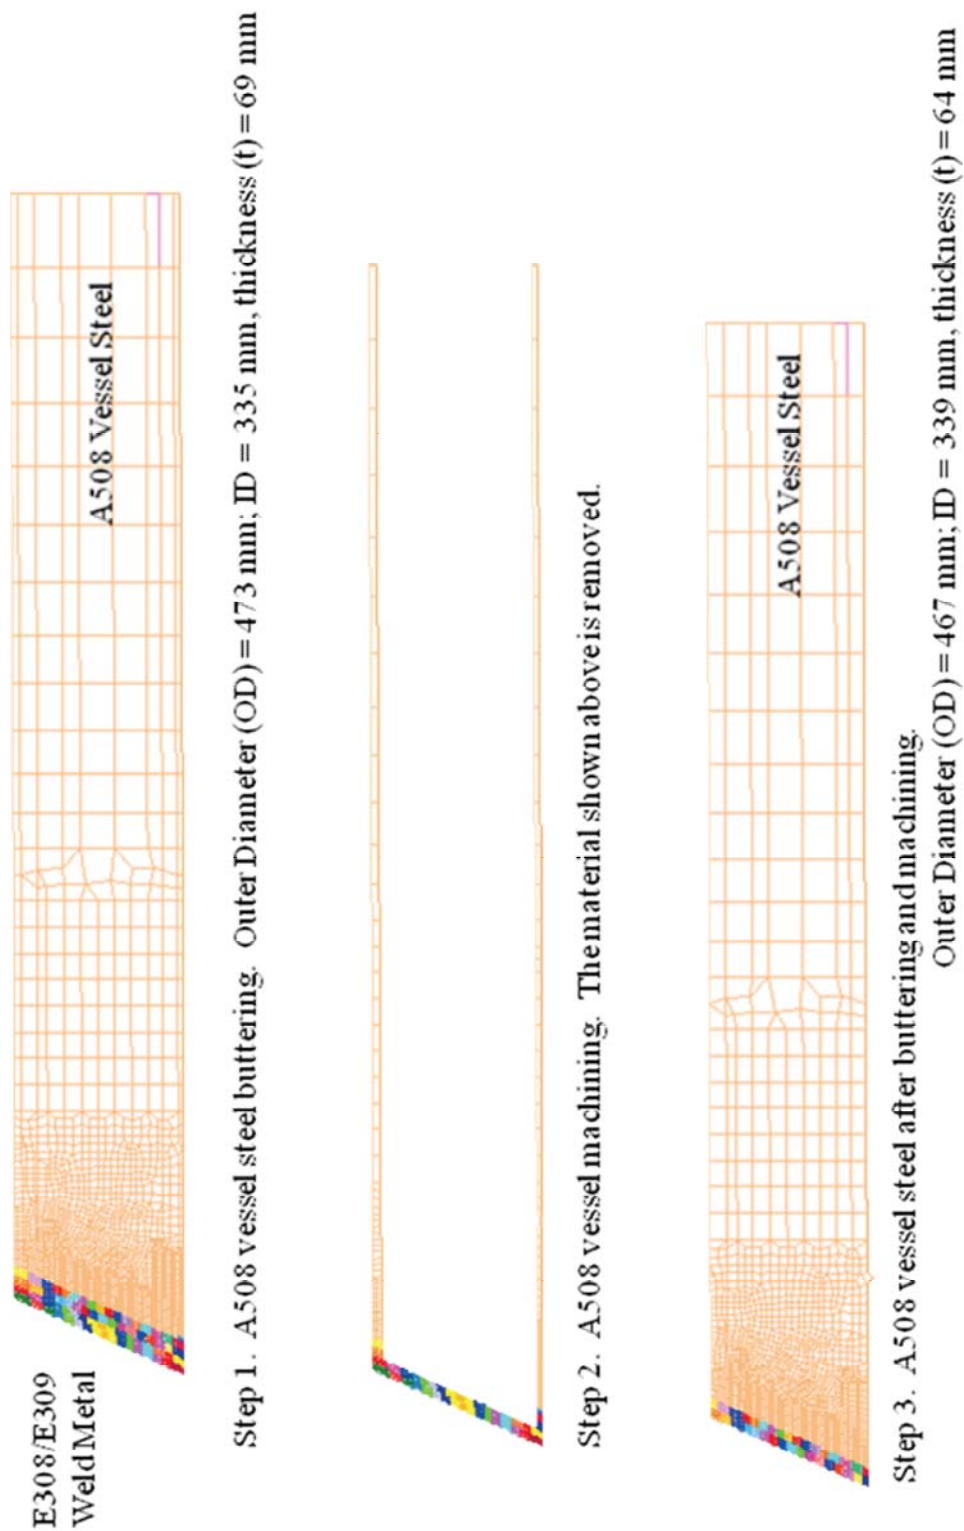 E308/E309
Weld Metal
A508 Vessel Steel
Step 1. A508 vessel steel buttering. Outer Diameter (OD) = 473 mm; ID = 335 mm, thickness (t) = 69 mm
Step 2. A508 vessel machining. The material shown above is removed.
A508 Vessel Steel
Step 3. A508 vessel steel after buttering and machining.
Outer Diameter (OD) = 467 mm; ID = 339 mm, thickness (t) = 64 mm